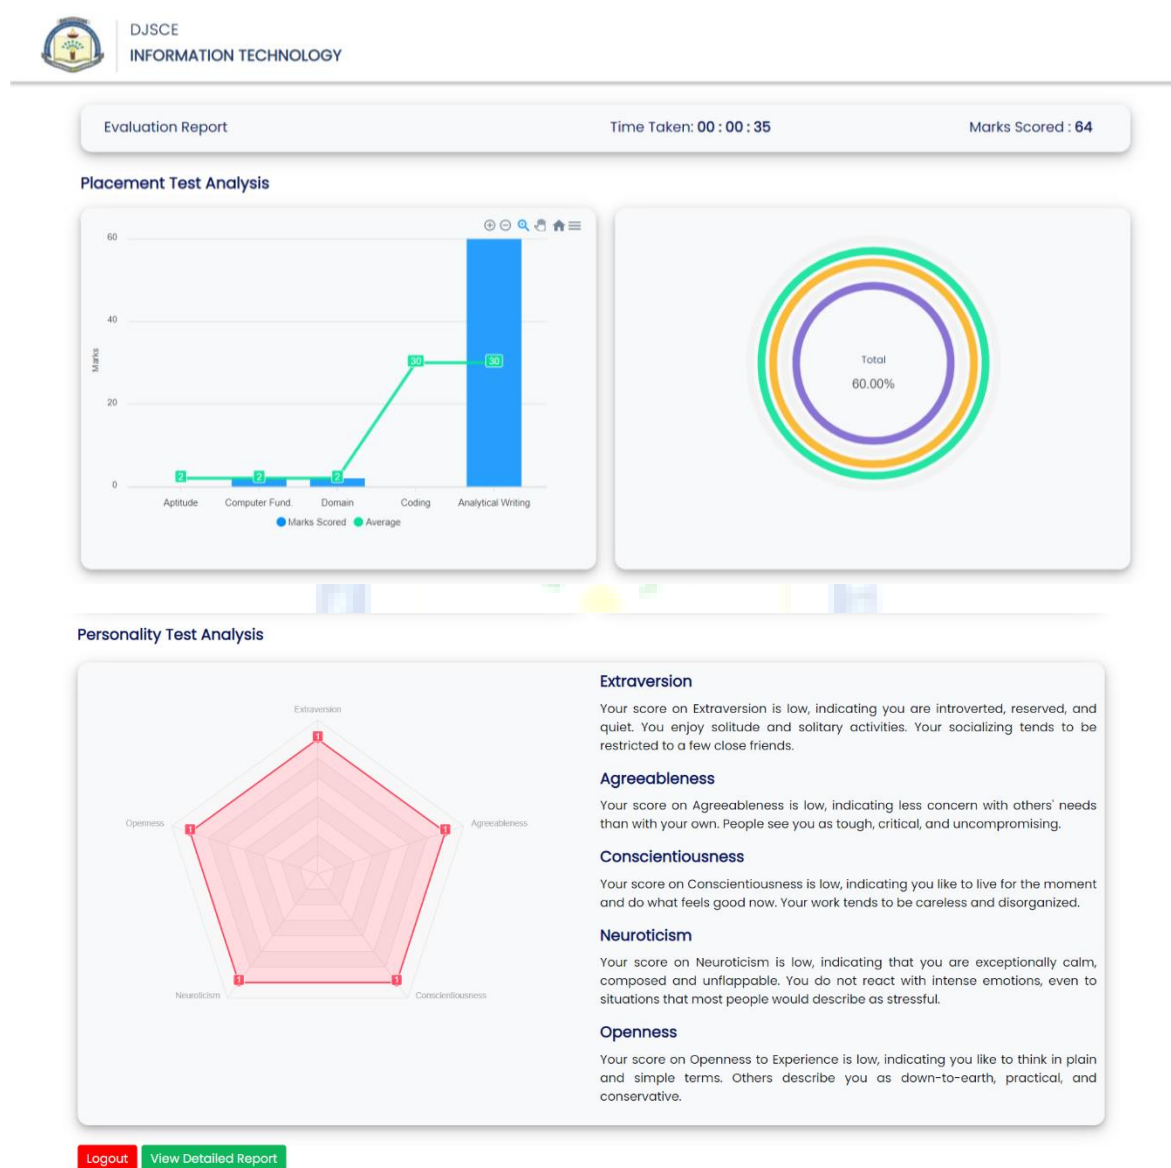 DJSCE
INFORMATION TECHNOLOGY
Evaluation Report
Time Taken: 00 : 00 : 35
Marks Scored : 64
Placement Test Analysis
60
40
20
0
Marks
2
2
2
30
30
Aptitude
Computer Fund.
Domain
Coding
Analytical Writing
Marks Scored
Average
Total
60.00%
Personality Test Analysis
Extraversion
1
Openness
1
1
Agreeableness
Neuroticism
1
1
Conscientiousness
Extraversion
Your score on Extraversion is low, indicating you are introverted, reserved, and
quiet. You enjoy solitude and solitary activities. Your socializing tends to be
restricted to a few close friends.
Agreeableness
Your score on Agreeableness is low, indicating less concern with others' needs
than with your own. People see you as tough, critical, and uncompromising.
Conscientiousness
Your score on Conscientiousness is low, indicating you like to live for the moment
and do what feels good now. Your work tends to be careless and disorganized.
Neuroticism
Your score on Neuroticism is low, indicating that you are exceptionally calm,
composed and unflappable. You do not react with intense emotions, even to
situations that most people would describe as stressful.
Openness
Your score on Openness to Experience is low, indicating you like to think in plain
and simple terms. Others describe you as down-to-earth, practical, and
conservative.
Logout
View Detailed Report